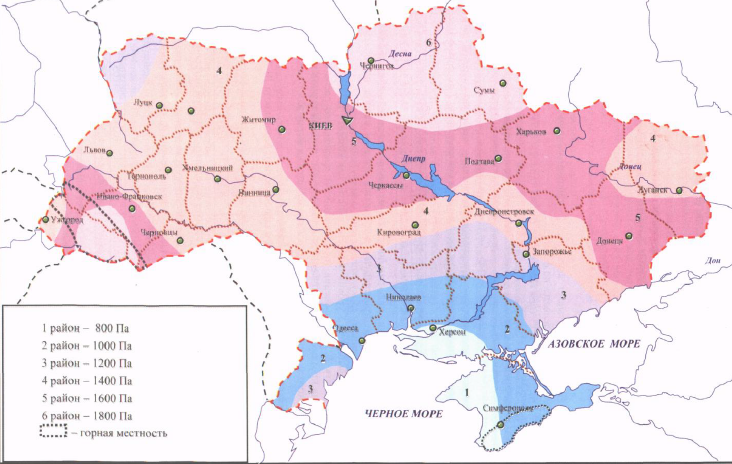 Десна
6
Чернигов
4
Сумы
Луцк
Житомир
КИЕВ
Харьков
5
4
Львов
Днепр
Полтава
Донец
Тернополь
Хмельницкий
Черкассы
Луганск
Винница
Ивано-Франковск
4
Днепропетровск
5
Ужгород
Кировоград
Черновцы
Донецк
Запорожье
Дон
3
3
Николаев
1 район – 800 Па
2 район – 1000 Па
3 район – 1200 Па
4 район – 1400 Па
5 район – 1600 Па
6 район – 1800 Па
– горная местность
Одесса
Херсон
2
АЗОВСКОЕ МОРЕ
2
3
1
ЧЕРНОЕ МОРЕ
Симферополь